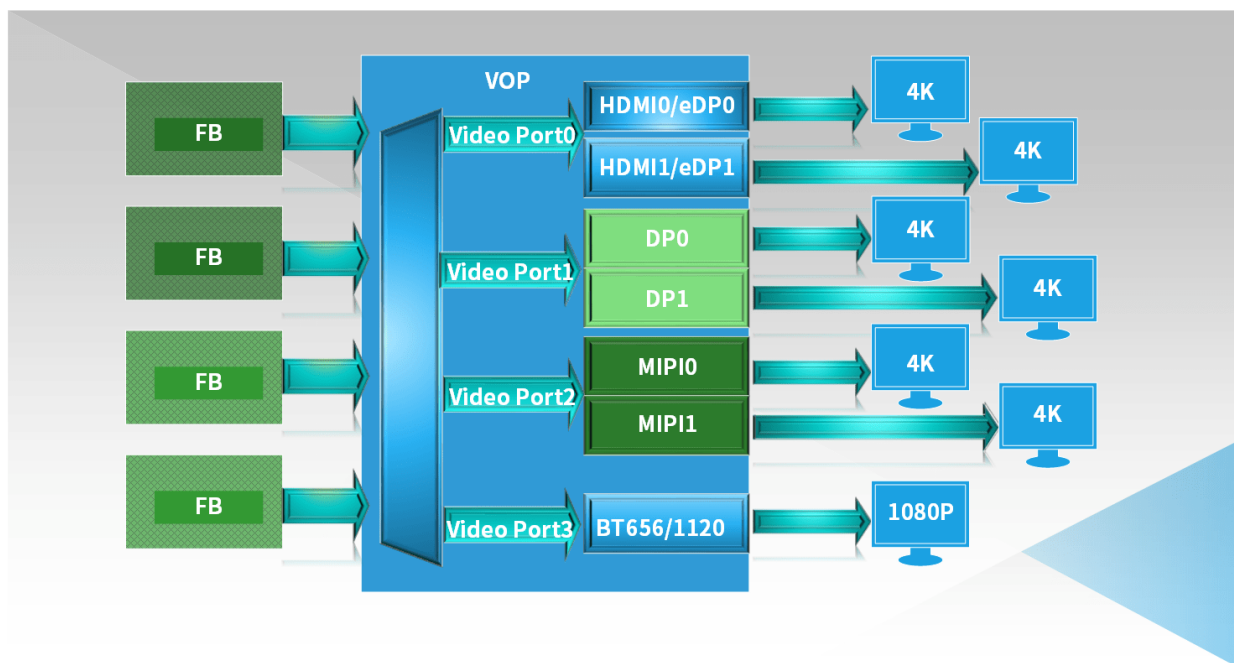 VOP
FB
Video Port0
HDMI0/eDP0
4K
HDMI1/eDP1
4K
FB
Video Port1
DP0
4K
DP1
4K
FB
Video Port2
MIPI0
4K
MIPI1
4K
FB
Video Port3
BT656/1120
1080P